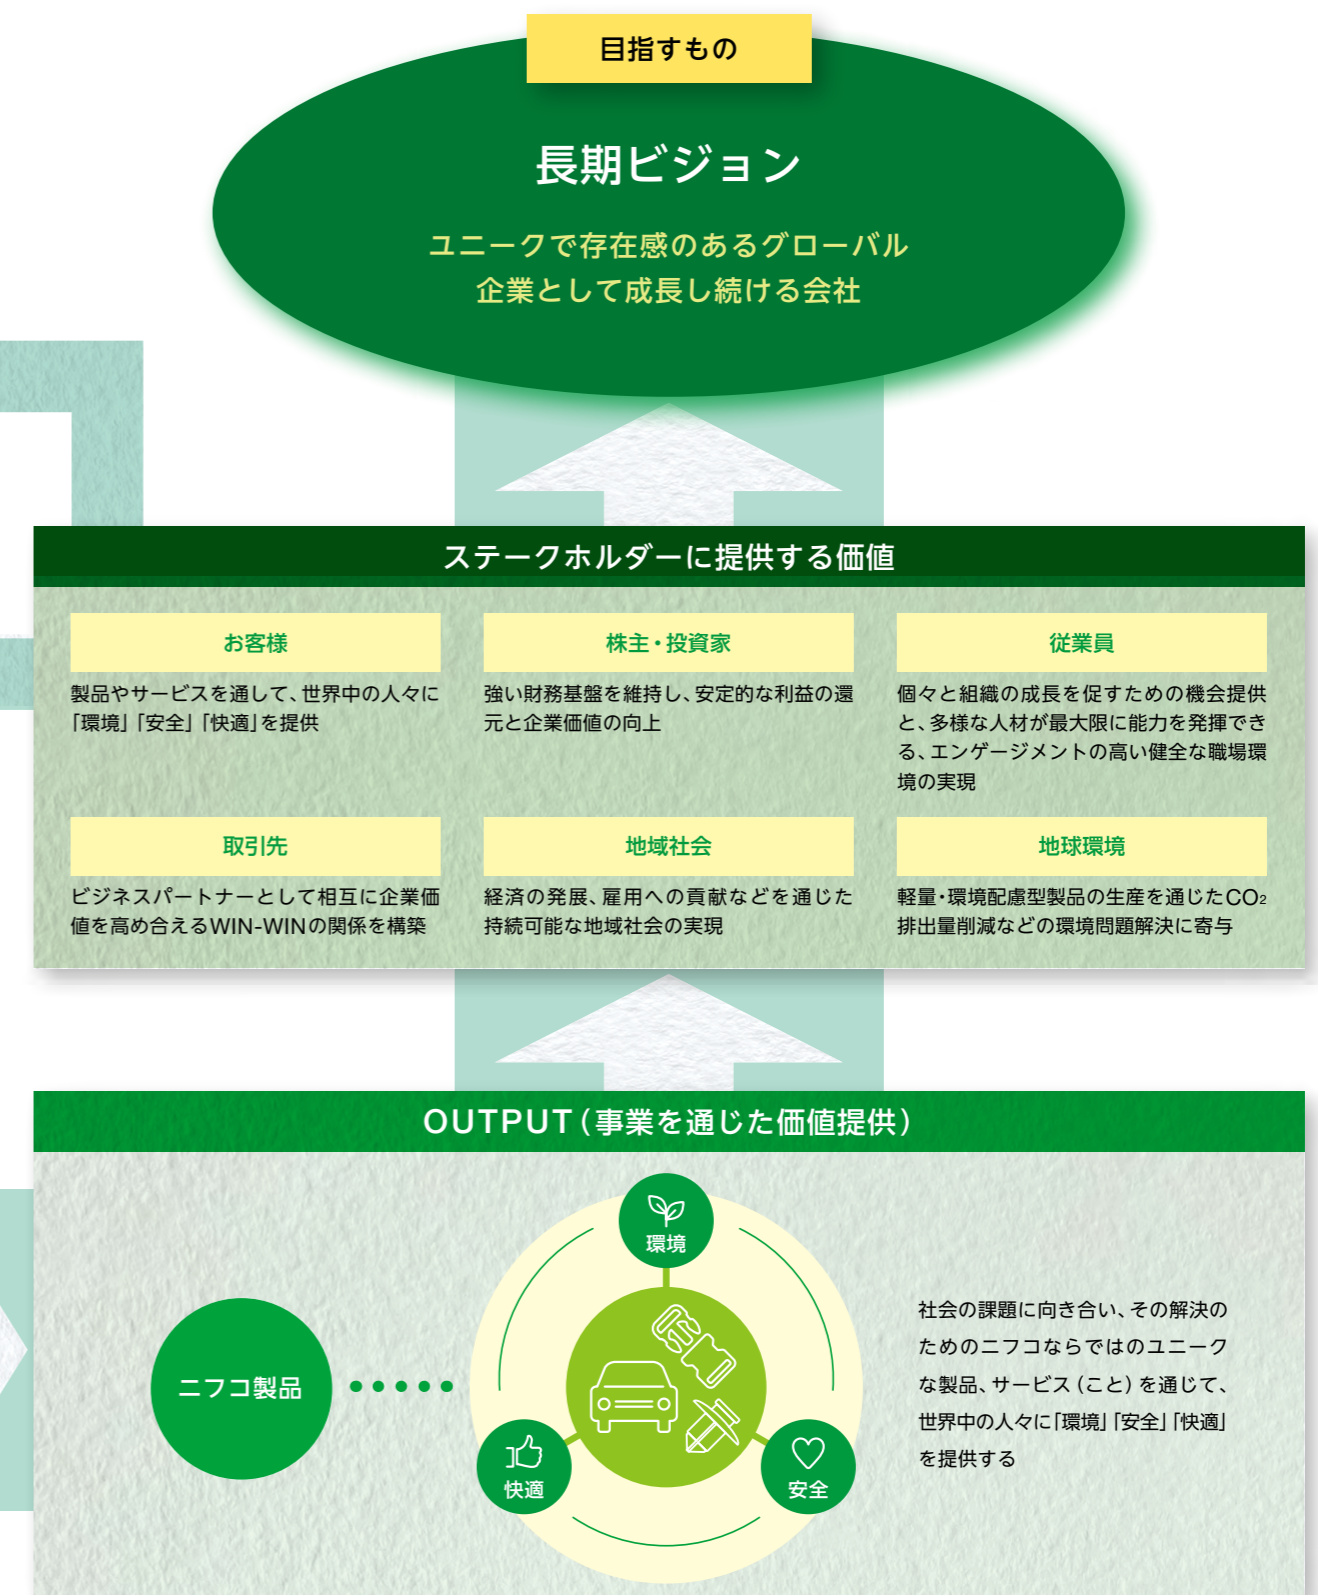 目指すもの
長期ビジョン
ユニークで存在感のあるグローバル
企業として成長し続ける会社
ステークホルダーに提供する価値
お客様
製品やサービスを通して、世界中の人々に
「環境」「安全」「快適」を提供
株主・投資家
強い財務基盤を維持し、安定的な利益の還
元と企業価値の向上
従業員
個々と組織の成長を促すための機会提供
と、多様な人材が最大限に能力を発揮でき
る、エンゲージメントの高い健全な職場環
境の実現
取引先
ビジネスパートナーとして相互に企業価
値を高め合えるWIN-WINの関係を構築
地域社会
経済の発展、雇用への貢献などを通じた
持続可能な地域社会の実現
地球環境
軽量・環境配慮型製品の生産を通じたCO₂
排出量削減などの環境問題解決に寄与
OUTPUT（事業を通じた価値提供）
ニフコ製品
環境
快適
安全
社会の課題に向き合い、その解決の
ためのニフコならではのユニーク
な製品、サービス（こと）を通じて、
世界中の人々に「環境」「安全」「快適」
を提供する